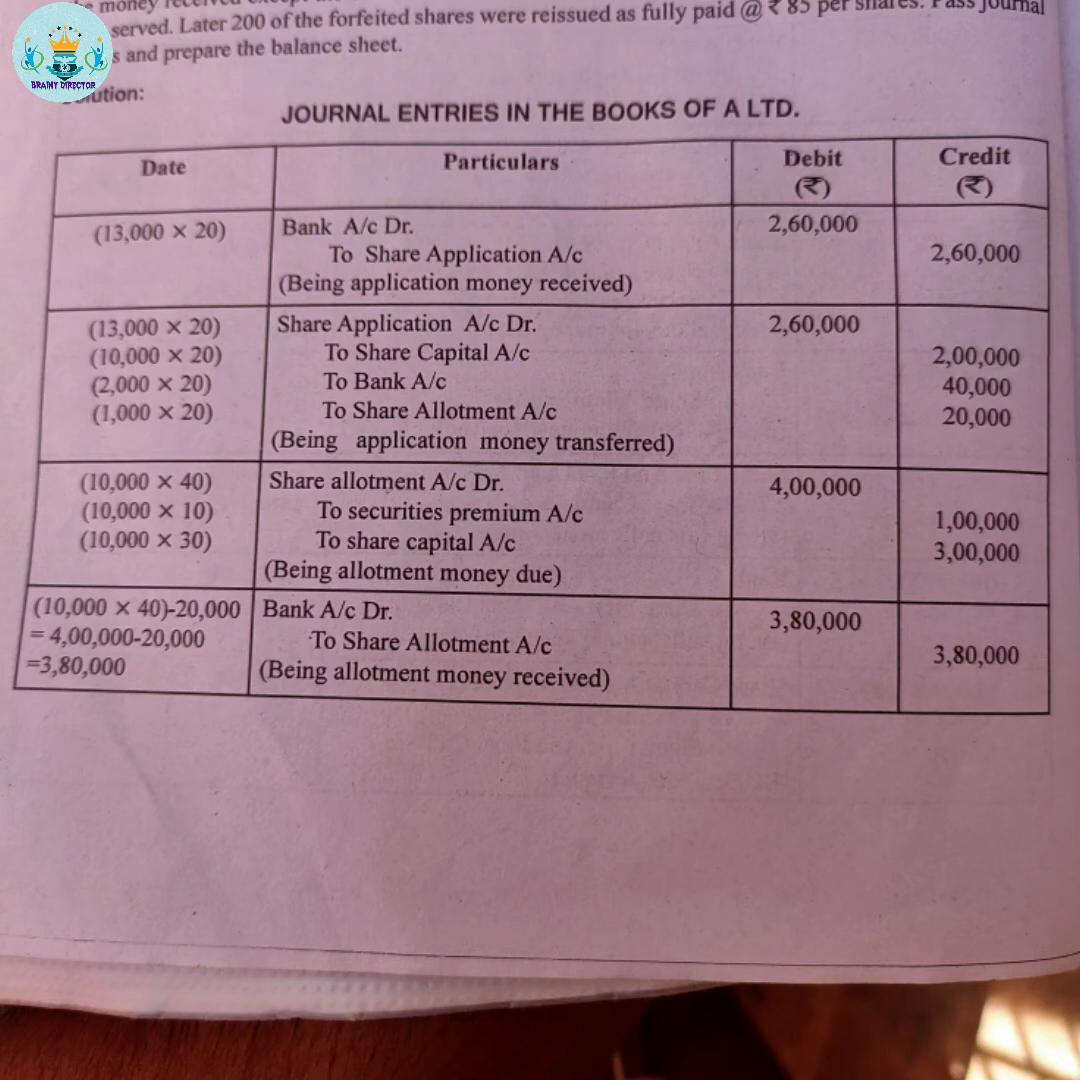 money received except
served. Later 200 of the forfeited shares were reissued as fully paid @ ₹ 85 per shares. Pass journal
s and prepare the balance sheet.
BRAINY DIRECTOR
ution:
JOURNAL ENTRIES IN THE BOOKS OF A LTD.
Date Particulars Debit Credit
(₹) (₹)
(13,000 × 20) Bank A/c Dr. 2,60,000
To Share Application A/c 2,60,000
(Being application money received)
(13,000 × 20) Share Application A/c Dr. 2,60,000
(10,000 × 20) To Share Capital A/c 2,00,000
(2,000 × 20) To Bank A/c 40,000
(1,000 × 20) To Share Allotment A/c 20,000
(Being application money transferred)
(10,000 × 40) Share allotment A/c Dr. 4,00,000
(10,000 × 10) To securities premium A/c 1,00,000
(10,000 × 30) To share capital A/c 3,00,000
(Being allotment money due)
(10,000 × 40)-20,000 Bank A/c Dr. 3,80,000
= 4,00,000-20,000 To Share Allotment A/c 3,80,000
=3,80,000 (Being allotment money received)